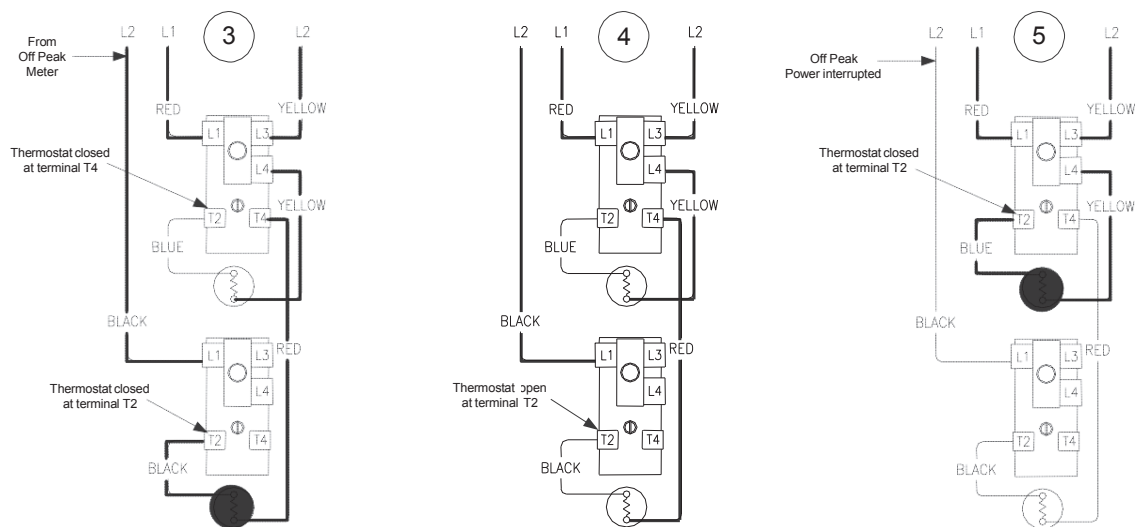 L2
L1
3
L2
From
Off Peak
Meter
RED
YELLOW
L1
L3
L4
Thermostat closed
at terminal T4
YELLOW
T2
T4
BLUE
BLACK
RED
L1
L3
L4
Thermostat closed
at terminal T2
T2
T4
BLACK
L2
L1
4
L2
RED
YELLOW
L1
L3
L4
YELLOW
T2
T4
BLUE
BLACK
RED
L1
L3
L4
Thermostat open
at terminal T2
T2
T4
BLACK
L2
L1
5
L2
Off Peak
Power interrupted
RED
YELLOW
L1
L3
L4
Thermostat closed
at terminal T2
YELLOW
T2
T4
BLUE
BLACK
RED
L1
L3
L4
T2
T4
BLACK